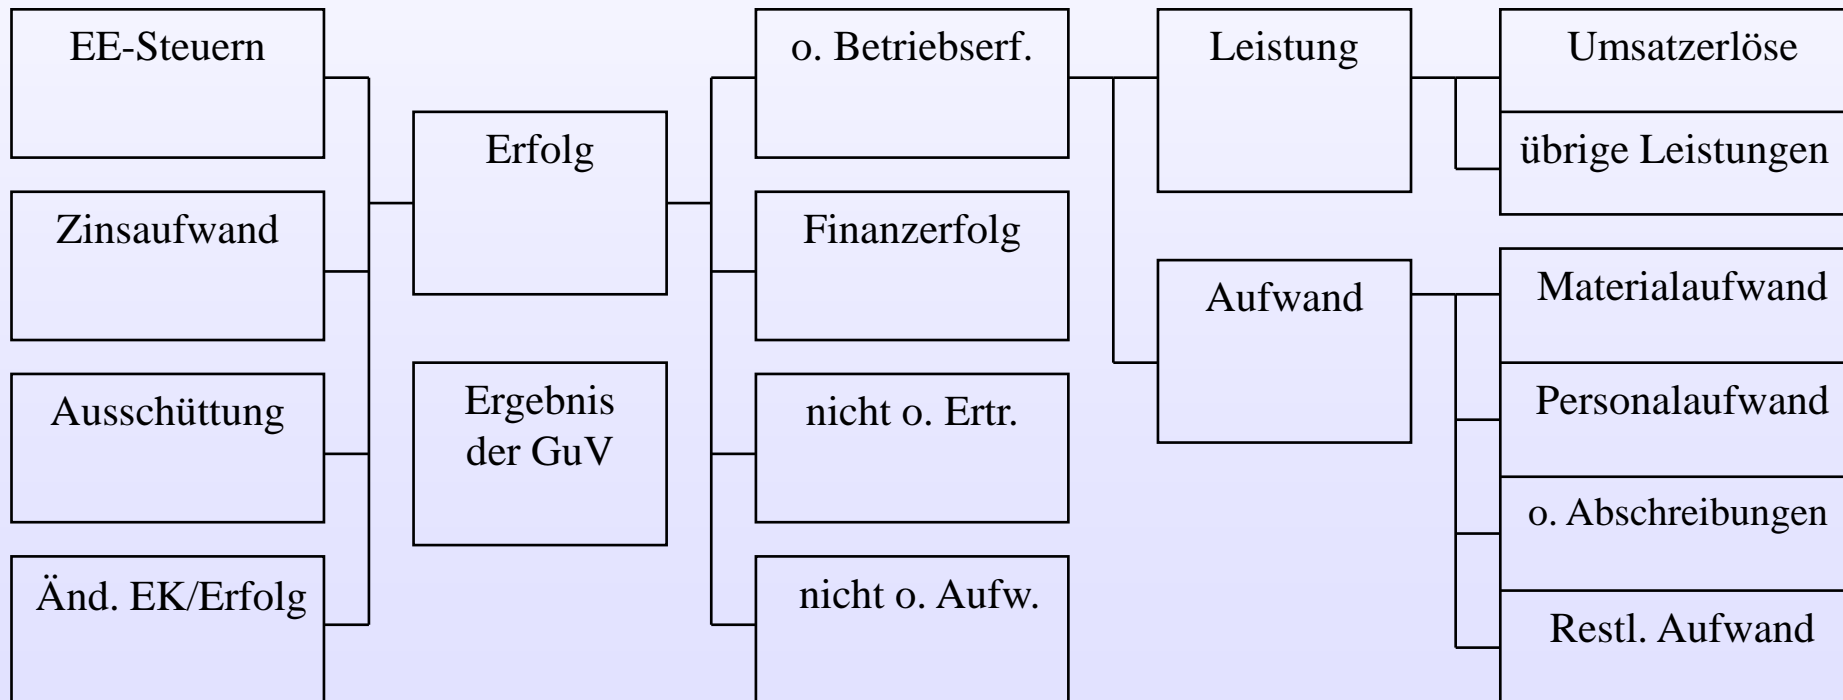 EE-Steuern
Zinsaufwand
Ausschüttung
Änd. EK/Erfolg
Erfolg
Ergebnis
der GuV
o. Betriebserf.
Finanzerfolg
nicht o. Ertr.
nicht o. Aufw.
Leistung
Aufwand
Umsatzerlöse
übrige Leistungen
Materialaufwand
Personalaufwand
o. Abschreibungen
Restl. Aufwand